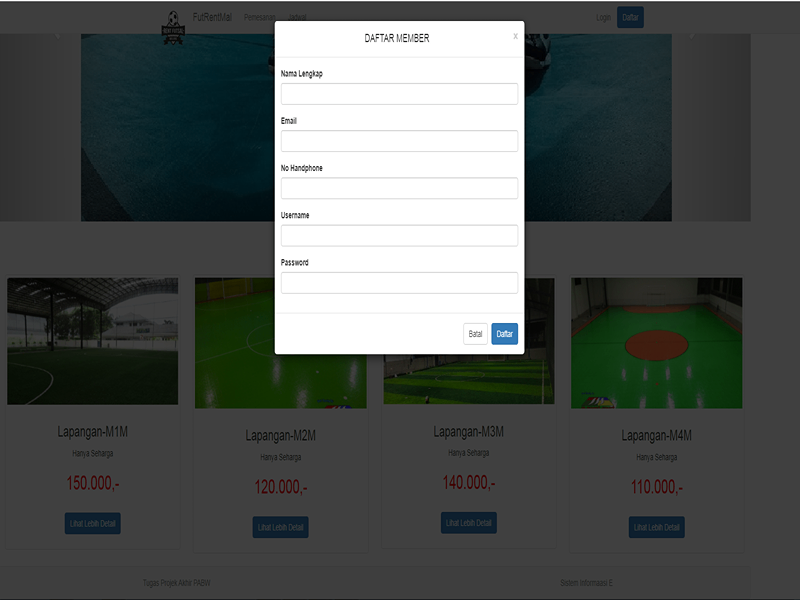 FutRentMal Pemesanan Jadwal Login Daftar
DAFTAR MEMBER x
Nama Lengkap
Email
No Handphone
Username
Password
Batal Daftar
Lapangan-M1M
Hanya Seharga
150.000,-
Lihat Lebih Detail
Lapangan-M2M
Hanya Seharga
120.000,-
Lihat Lebih Detail
Lapangan-M3M
Hanya Seharga
140.000,-
Lihat Lebih Detail
Lapangan-M4M
Hanya Seharga
110.000,-
Lihat Lebih Detail
Tugas Projek Akhir PABW Sistem Informasi E